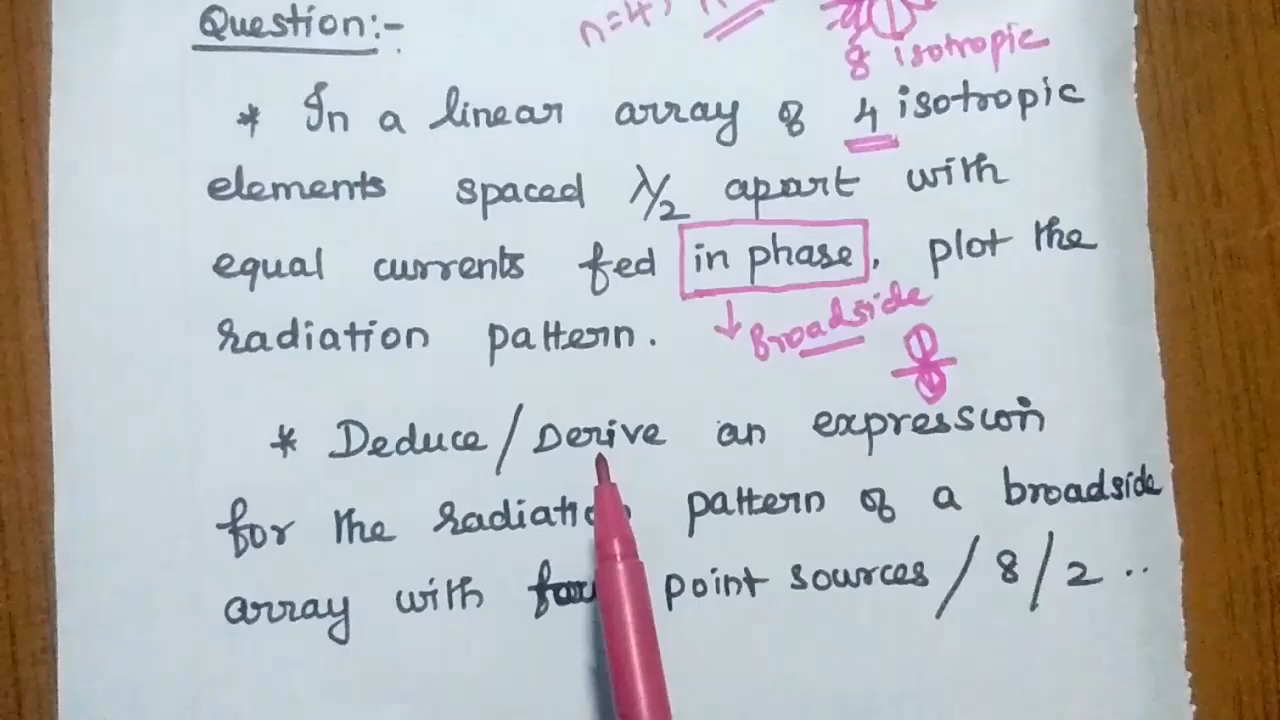 Question:-
n=4,
8 isotropic
* In a linear array of 4 isotropic
elements spaced λ/2 apart with
equal currents fed in phase, plot the
radiation pattern.
↓ Broadside
* Deduce/Derive an expression
for the radiation pattern of a broadside
array with four point sources / 8/2 ..